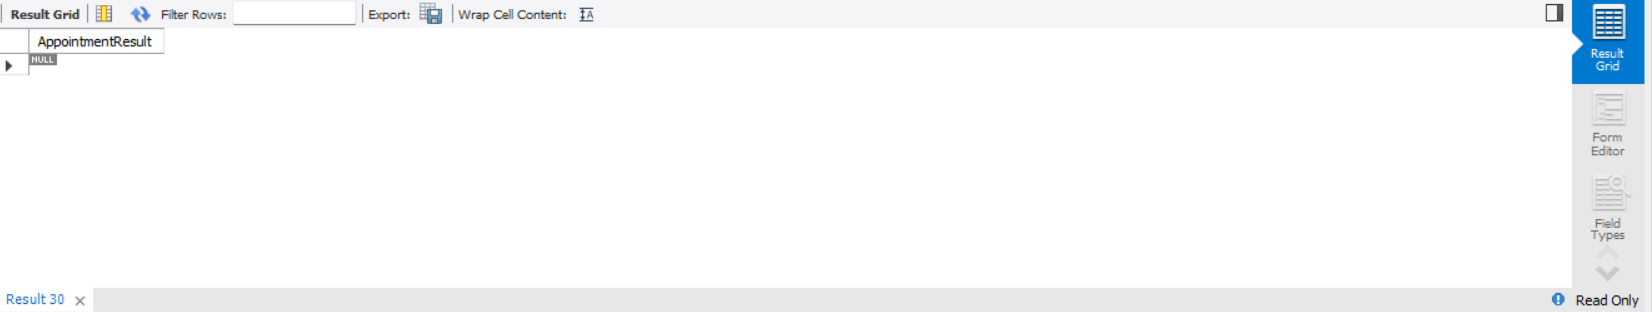 Result Grid Filter Rows: Export: Wrap Cell Content: IA
AppointmentResult
NULL
Result
Grid
Form
Editor
Field
Types
Result 30 Read Only